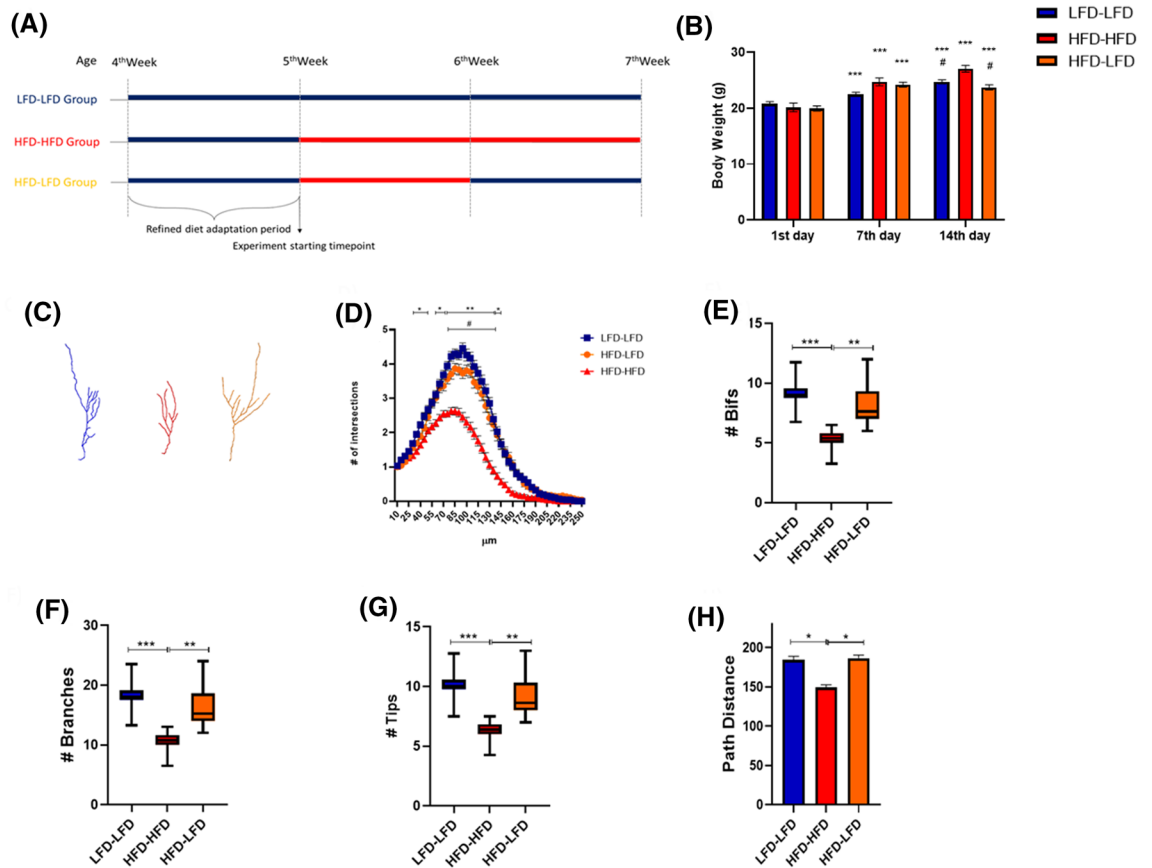 (A)
Age
4thWeek
5thWeek
6thWeek
7thWeek
LFD-LFD Group
HFD-HFD Group
HFD-LFD Group
Refined diet adaptation period
Experiment starting timepoint
(B)
LFD-LFD
HFD-HFD
HFD-LFD
Body Weight (g)
30
20
10
0
***
***
***
***
#
***
***
#
1st day
7th day
14th day
(C)
(D)
*
*
**
*
#
# of intersections
5
4
3
2
1
0
LFD-LFD
HFD-LFD
HFD-HFD
10 25 40 55 70 85 100 115 130 145 160 175 190 205 220 235 250
µm
(E)
# Bifs
15
10
5
0
***
**
LFD-LFD
HFD-HFD
HFD-LFD
(F)
# Branches
30
20
10
0
***
**
LFD-LFD
HFD-HFD
HFD-LFD
(G)
# Tips
15
10
5
0
***
**
LFD-LFD
HFD-HFD
HFD-LFD
(H)
Path Distance
200
150
100
50
0
*
*
LFD-LFD
HFD-HFD
HFD-LFD